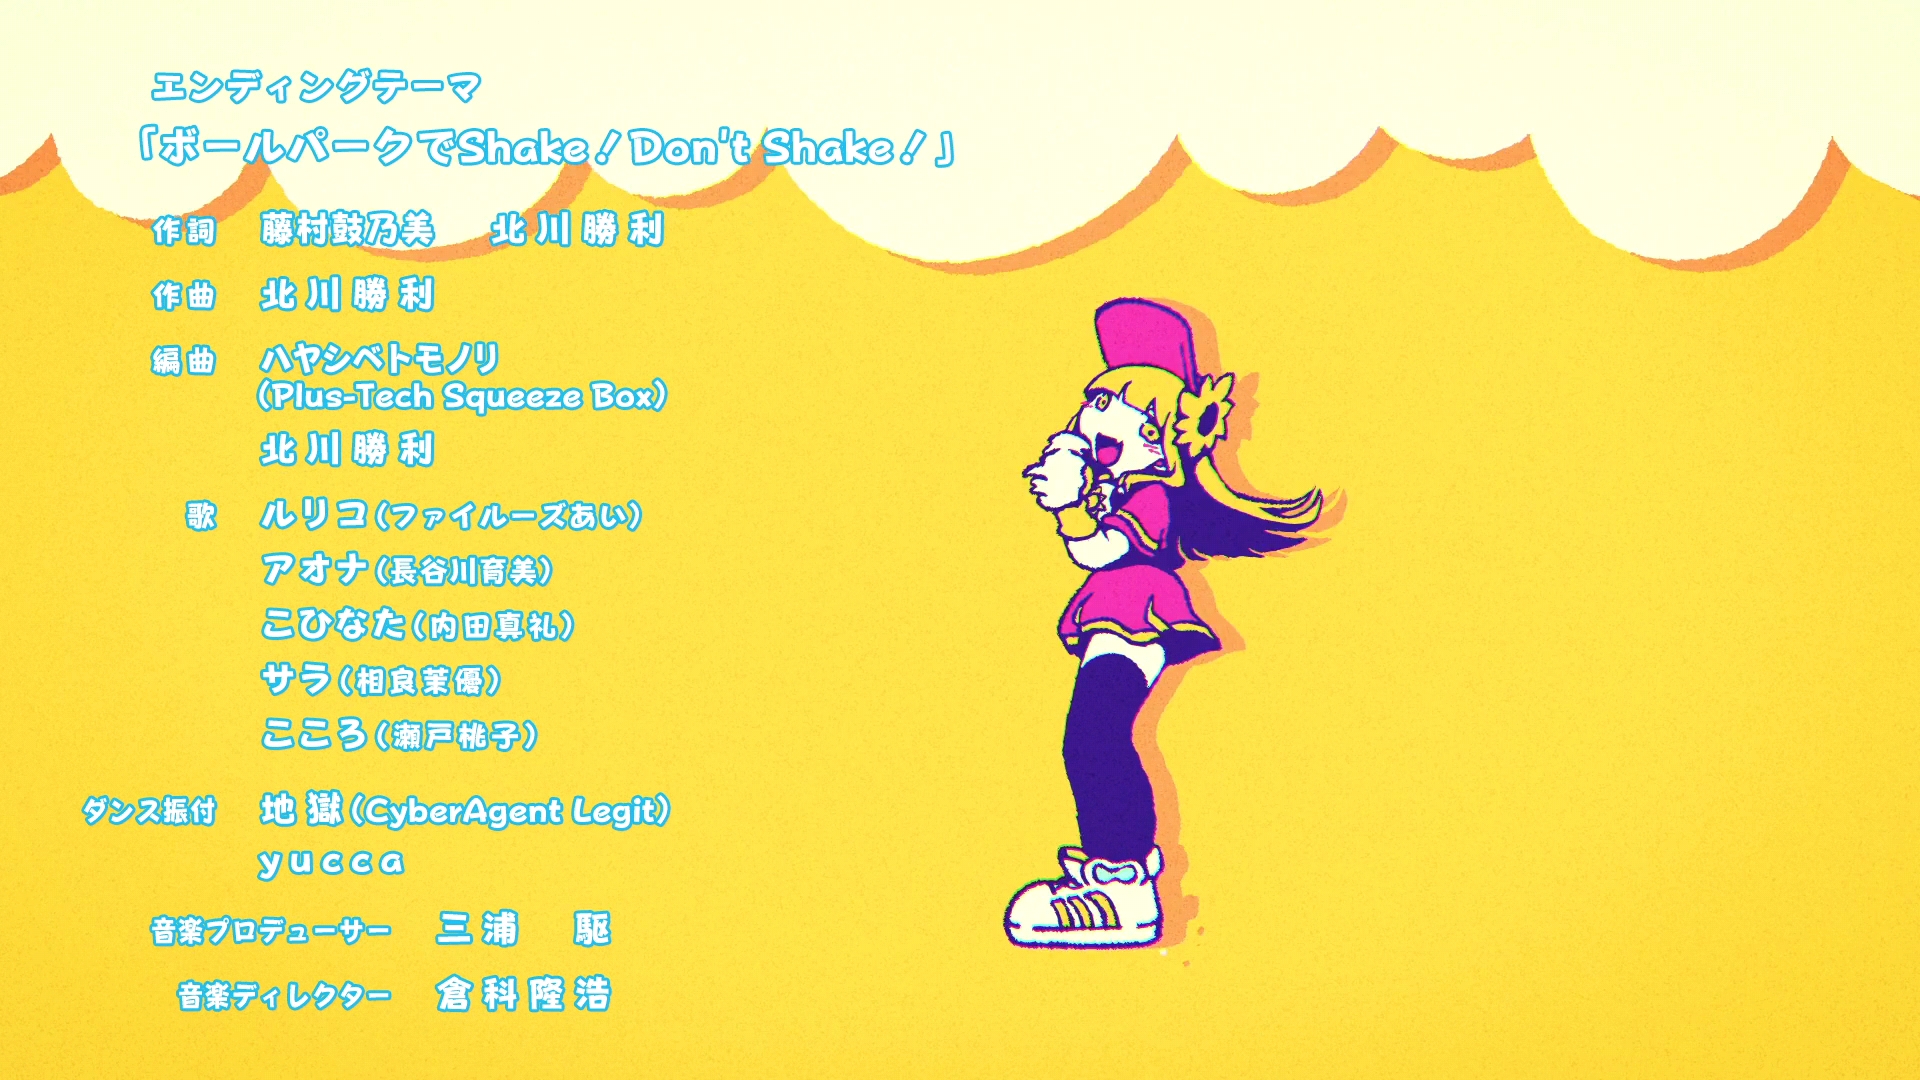 エンディングテーマ
「ボールパークでShake！Don't Shake！」
作詞 藤村鼓乃美 北川勝利
作曲 北川勝利
編曲 ハヤシベトモノリ
(Plus-Tech Squeeze Box)
北川勝利
歌 ルリコ(ファイルーズあい)
アオナ(長谷川育美)
こひなた(内田真礼)
サラ(相良茉優)
こころ(瀬戸桃子)
ダンス振付 地獄(CyberAgent Legit)
yucca
音楽プロデューサー 三浦 駆
音楽ディレクター 倉科隆浩